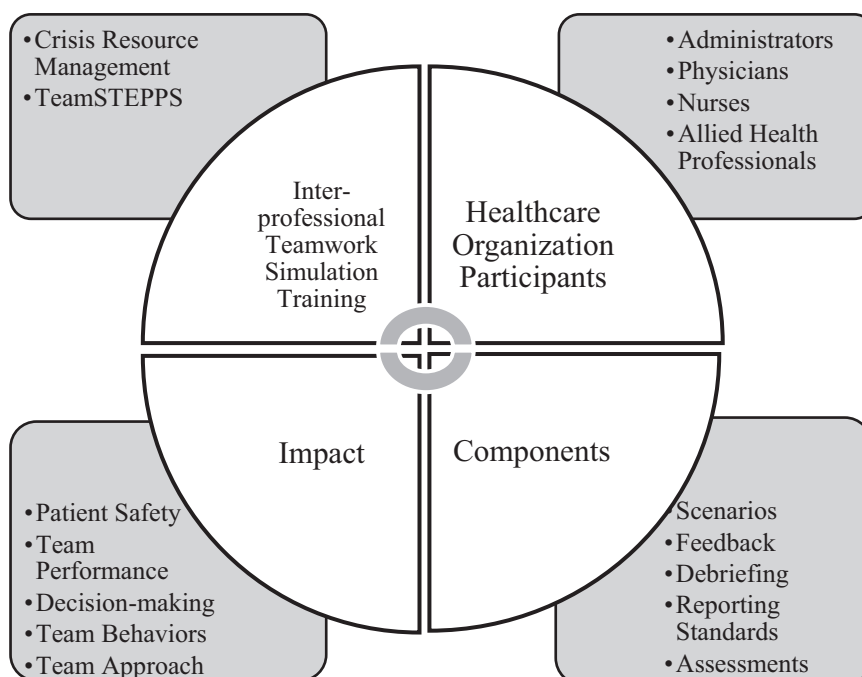 •Crisis Resource
Management
•TeamSTEPPS
•Administrators
•Physicians
•Nurses
•Allied Health
Professionals
Inter-
professional
Teamwork
Simulation
Training
Healthcare
Organization
Participants
Impact
Components
•Patient Safety
•Team
Performance
•Decision-making
•Team Behaviors
•Team Approach
•Scenarios
•Feedback
•Debriefing
•Reporting
Standards
•Assessments